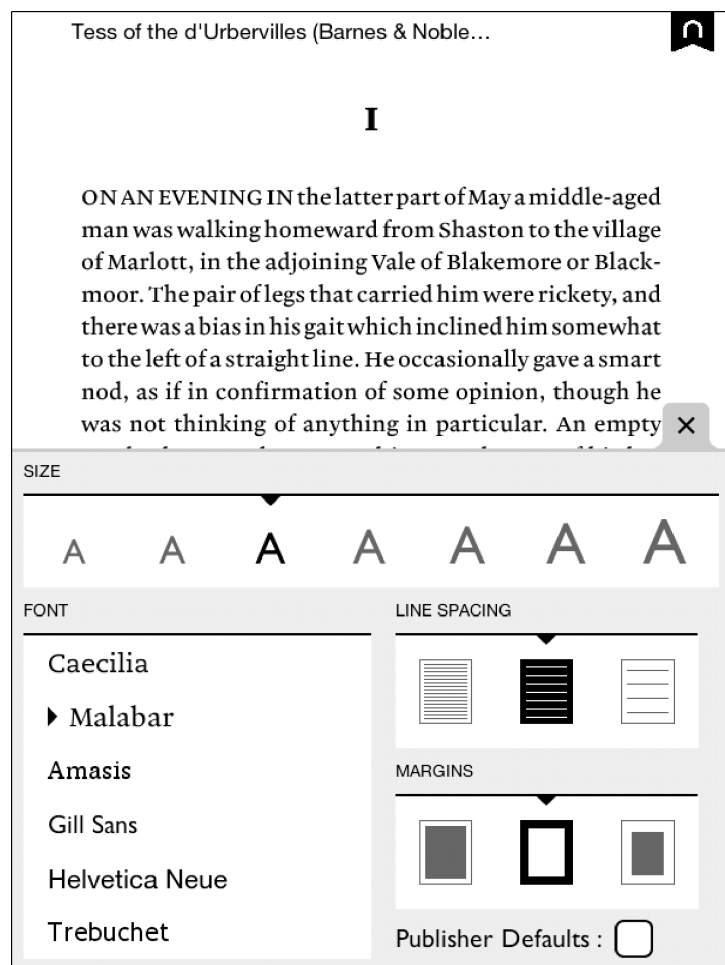 Tess of the d'Urbervilles (Barnes & Noble…
I
ON AN EVENING IN the latter part of May a middle-aged
man was walking homeward from Shaston to the village
of Marlott, in the adjoining Vale of Blakemore or Black-
moor. The pair of legs that carried him were rickety, and
there was a bias in his gait which inclined him somewhat
to the left of a straight line. He occasionally gave a smart
nod, as if in confirmation of some opinion, though he
was not thinking of anything in particular. An empty
SIZE
A A A A A A A
FONT
Caecilia
Malabar
Amasis
Gill Sans
Helvetica Neue
Trebuchet
LINE SPACING
MARGINS
Publisher Defaults :